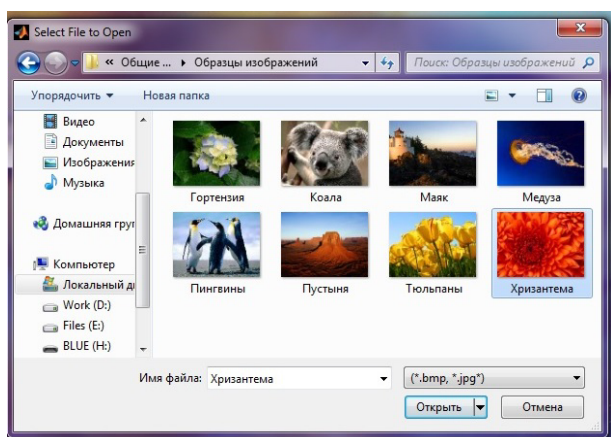 Select File to Open
« Общие ... ▸ Образцы изображений
Поиск: Образцы изображений
Упорядочить Новая папка
Видео
Документы
Изображения
Музыка
Домашняя груп
Компьютер
Локальный ди
Work (D:)
Files (E:)
BLUE (H:)
Гортензия Коала Маяк Медуза
Пингвины Пустыня Тюльпаны Хризантема
Имя файла: Хризантема (*.bmp, *.jpg*)
Открыть Отмена